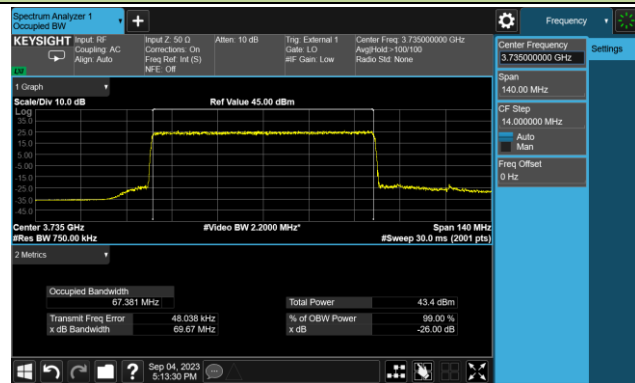 Spectrum Analyzer 1
Occupied BW
Frequency
KEYSIGHT
Input: RF
Coupling: AC
Align: Auto
Input Z: 50 Ω
Corrections: On
Freq Ref: Int (S)
NFE: Off
Atten: 10 dB
Trig: External 1
Gate: LO
#IF Gain: Low
Center Freq: 3.735000000 GHz
Avg|Hold:>100/100
Radio Std: None
Center Frequency
3.735000000 GHz
Settings
Span
140.00 MHz
CF Step
14.000000 MHz
Auto
Man
Freq Offset
0 Hz
1 Graph
Scale/Div 10.0 dB
Ref Value 45.00 dBm
Log
35.0
25.0
15.0
5.00
-5.00
-15.0
-25.0
-35.0
-45.0
Center 3.735 GHz
#Video BW 2.2000 MHz*
Span 140 MHz
#Res BW 750.00 kHz
#Sweep 30.0 ms (2001 pts)
2 Metrics
Occupied Bandwidth
67.381 MHz
Total Power
43.4 dBm
Transmit Freq Error
48.038 kHz
% of OBW Power
99.00 %
x dB Bandwidth
69.67 MHz
x dB
-26.00 dB
?
Sep 04, 2023
5:13:30 PM